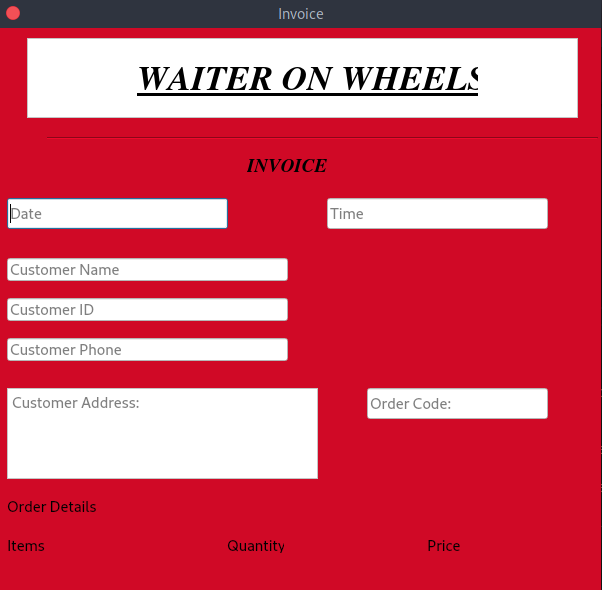 Invoice
WAITER ON WHEELS
INVOICE
Date Time
Customer Name
Customer ID
Customer Phone
Customer Address: Order Code:
Order Details
Items Quantity Price